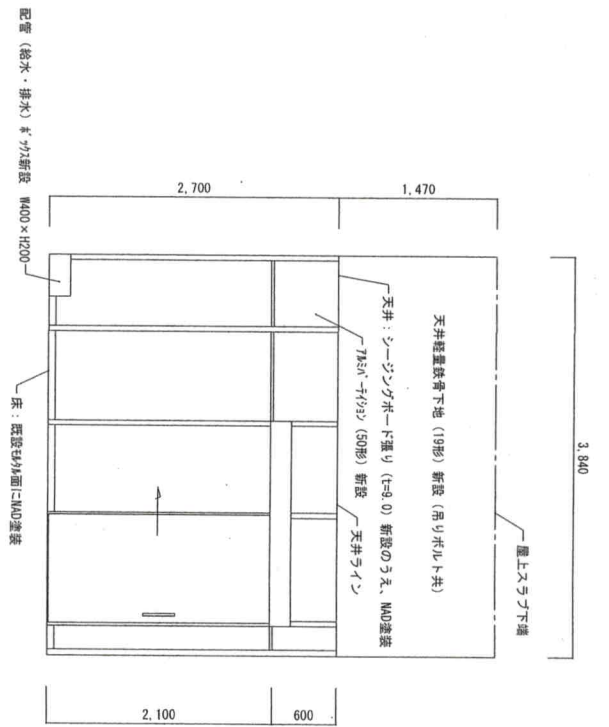 3,840
屋上スラブ下端
1,470
2,700
天井軽量鉄骨下地（19形）新設（吊りボルト共）
天井：シージングボード張り（t=9.0）新設のうえ、NAD塗装
ｱﾙﾐﾊﾟｰﾃｨｼｮﾝ（50形）新設
天井ライン
600
2,100
配管（給水・排水）ﾎﾞｯｸｽ新設　W400×H200
床：既設ﾓﾙﾀﾙ面にNAD塗装